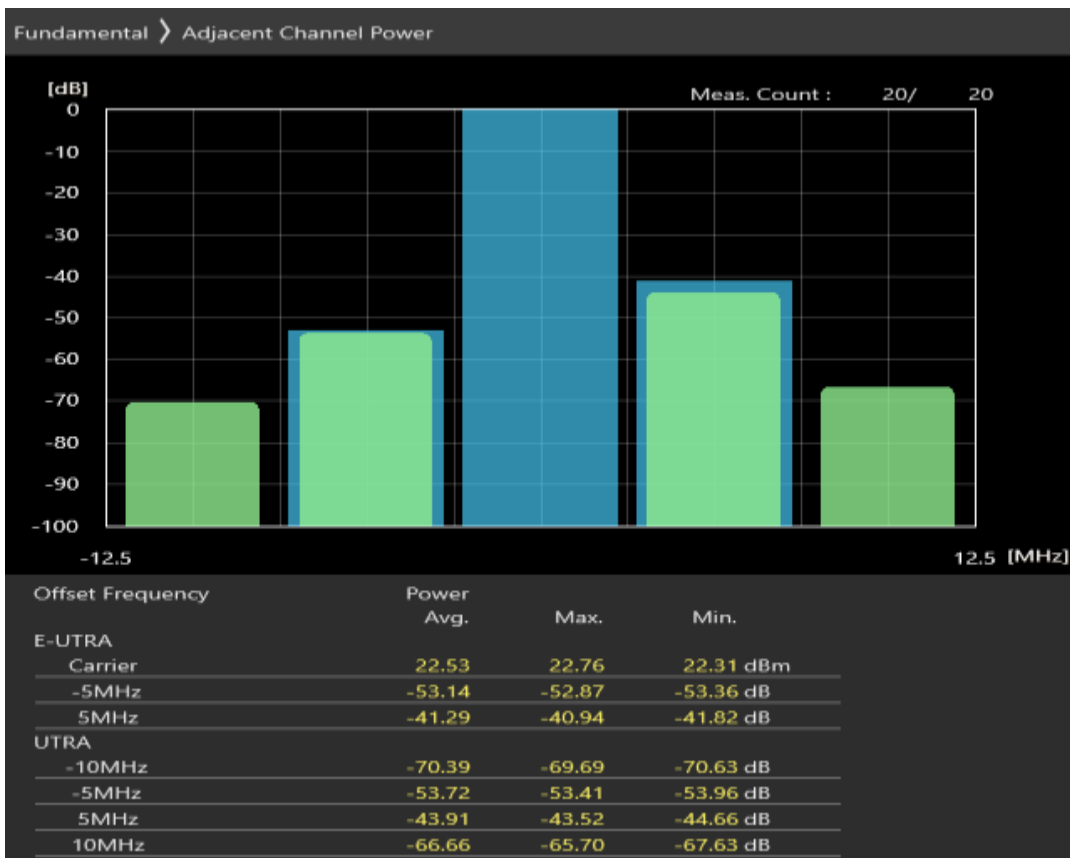 Fundamental ❯ Adjacent Channel Power
[dB]
Meas. Count : 20/ 20
0
-10
-20
-30
-40
-50
-60
-70
-80
-90
-100
-12.5 12.5 [MHz]
Offset Frequency Power
Avg. Max. Min.
E-UTRA
Carrier 22.53 22.76 22.31 dBm
-5MHz -53.14 -52.87 -53.36 dB
5MHz -41.29 -40.94 -41.82 dB
UTRA
-10MHz -70.39 -69.69 -70.63 dB
-5MHz -53.72 -53.41 -53.96 dB
5MHz -43.91 -43.52 -44.66 dB
10MHz -66.66 -65.70 -67.63 dB